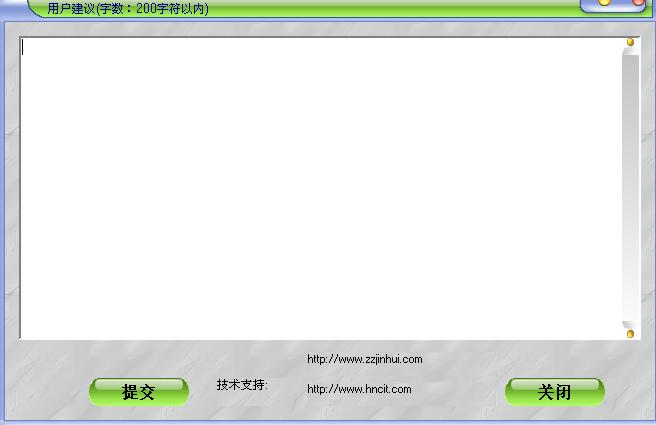 用户建议(字数：200字符以内)
http://www.zzjinhui.com
提交
技术支持:
http://www.hncit.com
关闭